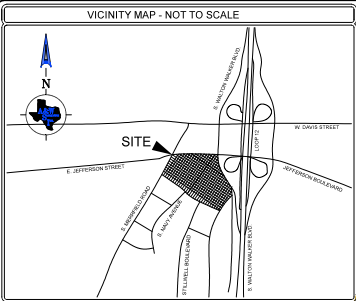 VICINITY MAP - NOT TO SCALE
S. WALTON WALKER BLVD
N
W. DAVIS STREET
LOOP 12
SITE
E. JEFFERSON STREET
JEFFERSON BOULEVARD
S. MERRIFIELD ROAD
S. NAVY AVENUE
STILLWELL BOULEVARD
S. WALTON WALKER BLVD